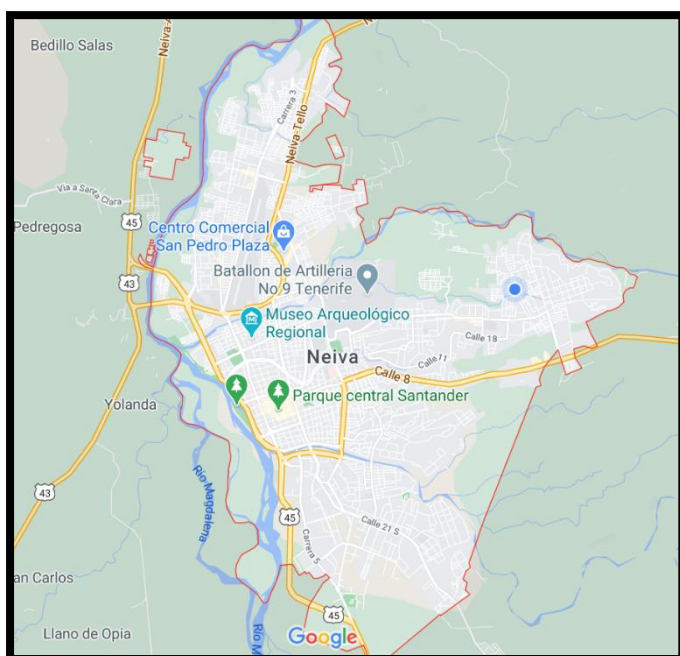 Bedillo Salas
Neiva-A
Carrera 3
Neiva-Tello
N
Via a Santa Clara
45
Pedregosa
Centro Comercial
San Pedro Plaza
43
Batallon de Artilleria
No 9 Tenerife
Museo Arqueológico
Regional
Calle 18
Neiva
Calle 11
Calle 8
Parque central Santander
Yolanda
Rio Magdalena
43
45
Calle 21 S
Carrera 5
an Carlos
45
Llano de Opia
Rio M
Google